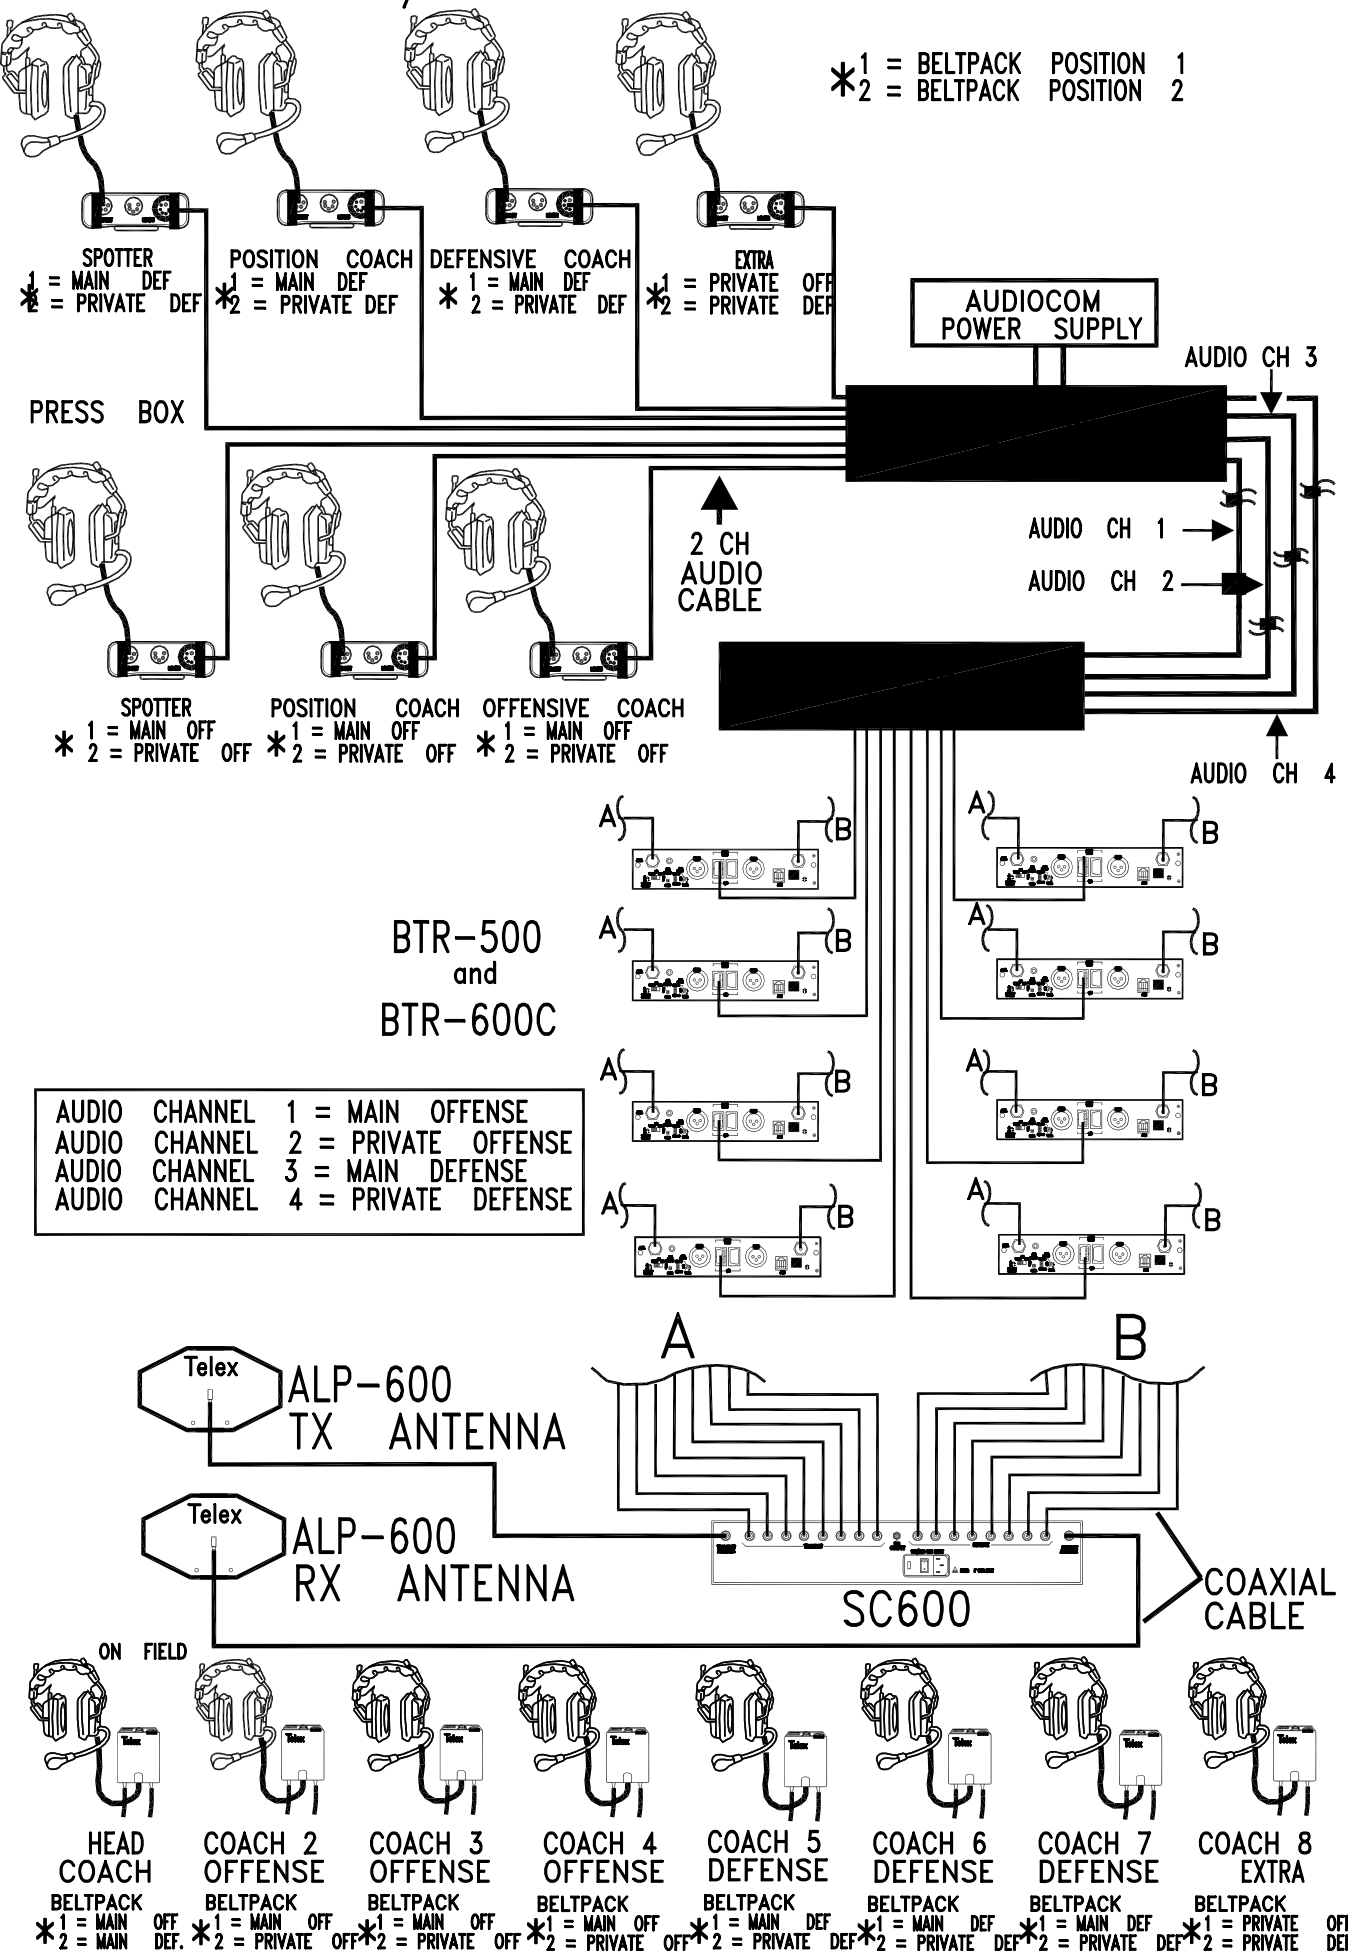 1 = BELTPACK POSITION 1
* 2 = BELTPACK POSITION 2
SPOTTER
1 = MAIN DEF
* 2 = PRIVATE DEF
POSITION COACH
1 = MAIN DEF
* 2 = PRIVATE DEF
DEFENSIVE COACH
1 = MAIN DEF
* 2 = PRIVATE DEF
EXTRA
1 = PRIVATE OFF
* 2 = PRIVATE DEF
AUDIOCOM
POWER SUPPLY
AUDIO CH 3
PRESS BOX
2 CH
AUDIO
CABLE
AUDIO CH 1
AUDIO CH 2
SPOTTER
1 = MAIN OFF
* 2 = PRIVATE OFF
POSITION COACH
1 = MAIN OFF
* 2 = PRIVATE OFF
OFFENSIVE COACH
1 = MAIN OFF
* 2 = PRIVATE OFF
AUDIO CH 4
A B
A B
BTR-500
and
BTR-600C
A B
A B
A B
A B
A B
A B
AUDIO CHANNEL 1 = MAIN OFFENSE
AUDIO CHANNEL 2 = PRIVATE OFFENSE
AUDIO CHANNEL 3 = MAIN DEFENSE
AUDIO CHANNEL 4 = PRIVATE DEFENSE
A B
Telex
ALP-600
TX ANTENNA
Telex
ALP-600
RX ANTENNA
SC600
COAXIAL
CABLE
ON FIELD
Telex
Telex
Telex
Telex
Telex
Telex
Telex
Telex
HEAD
COACH
BELTPACK
1 = MAIN OFF
* 2 = MAIN DEF.
COACH 2
OFFENSE
BELTPACK
1 = MAIN OFF
* 2 = PRIVATE OFF
COACH 3
OFFENSE
BELTPACK
1 = MAIN OFF
* 2 = PRIVATE OFF
COACH 4
OFFENSE
BELTPACK
1 = MAIN OFF
* 2 = PRIVATE OFF
COACH 5
DEFENSE
BELTPACK
1 = MAIN DEF
* 2 = PRIVATE DEF
COACH 6
DEFENSE
BELTPACK
1 = MAIN DEF
* 2 = PRIVATE DEF
COACH 7
DEFENSE
BELTPACK
1 = MAIN DEF
* 2 = PRIVATE DEF
COACH 8
EXTRA
BELTPACK
1 = PRIVATE OF
* 2 = PRIVATE DE